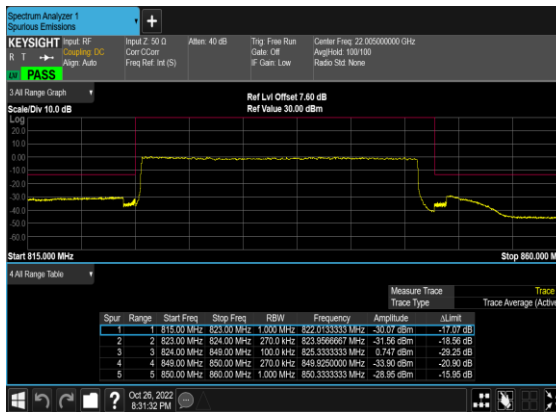 Spectrum Analyzer 1
Spurious Emissions
+
KEYSIGHT Input: RF Input Z: 50 Ω Atten: 40 dB Trig: Free Run Center Freq: 22.005000000 GHz
R T Coupling: DC Corr CCorr Gate: Off Avg|Hold: 100/100
Align: Auto Freq Ref: Int (S) IF Gain: Low Radio Std: None
PASS
3 All Range Graph
Ref Lvl Offset 7.60 dB
Scale/Div 10.0 dB Ref Value 30.00 dBm
Log
20.0
10.0
0.00
-10.0
-20.0
-30.0
-40.0
-50.0
-60.0
Start 815.000 MHz Stop 860.000 M
4 All Range Table
Measure Trace Trace
Trace Type Trace Average (Active
Spur Range Start Freq Stop Freq RBW Frequency Amplitude ΔLimit
1 1 815.00 MHz 823.00 MHz 1.000 MHz 822.0133333 MHz -30.07 dBm -17.07 dB
2 2 823.00 MHz 824.00 MHz 270.0 kHz 823.9566667 MHz -31.56 dBm -18.56 dB
3 3 824.00 MHz 849.00 MHz 100.0 kHz 825.3333333 MHz 0.747 dBm -29.25 dB
4 4 849.00 MHz 850.00 MHz 270.0 kHz 849.9250000 MHz -33.90 dBm -20.90 dB
5 5 850.00 MHz 860.00 MHz 1.000 MHz 850.3333333 MHz -28.95 dBm -15.95 dB
? Oct 26, 2022
8:31:32 PM